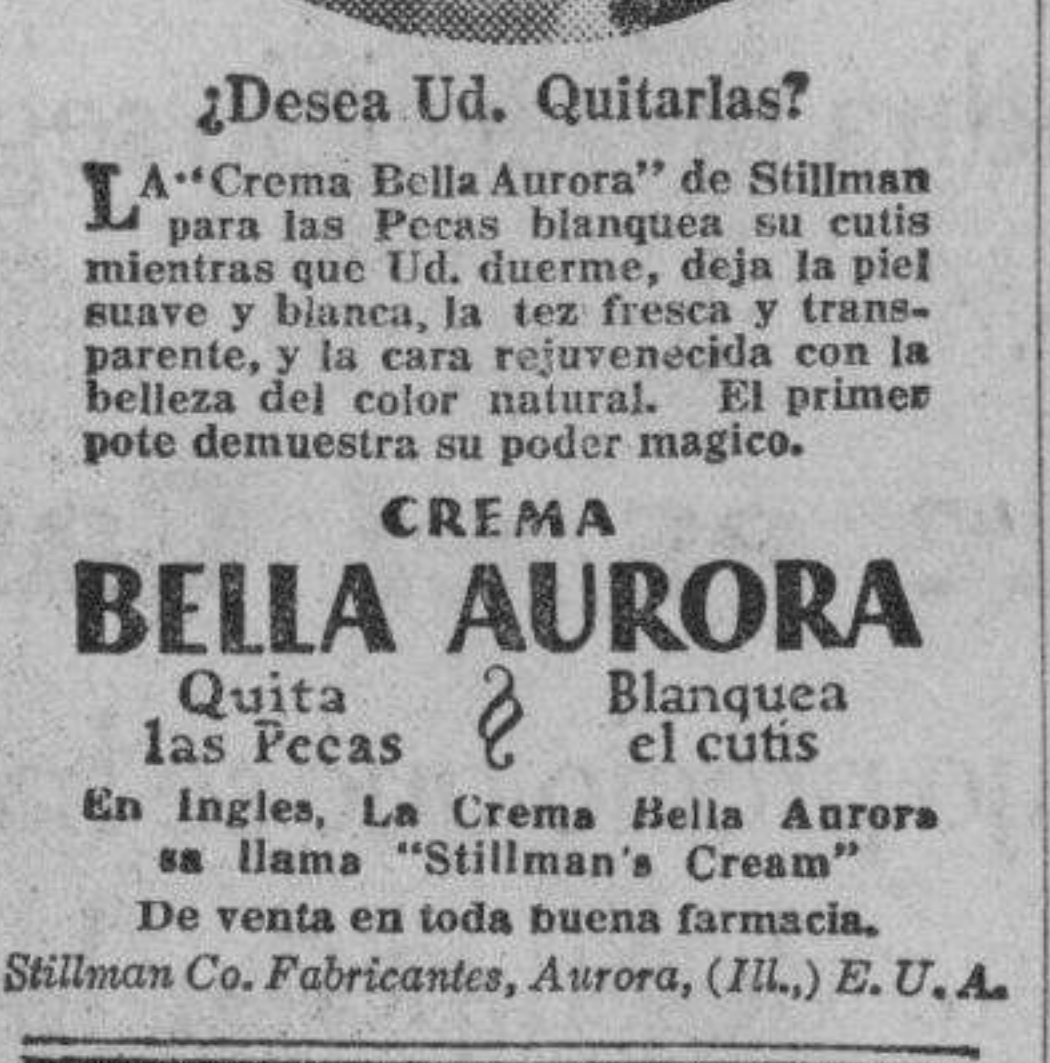 ¿Desea Ud. Quitarlas?
LA "Crema Bella Aurora" de Stillman
para las Pecas blanquea su cutis
mientras que Ud. duerme, deja la piel
suave y blanca, la tez fresca y trans-
parente, y la cara rejuvenecida con la
belleza del color natural. El primer
pote demuestra su poder magico.
CREMA
BELLA AURORA
Quita
las Pecas
Blanquea
el cutis
En Ingles, La Crema Bella Aurora
sa llama "Stillman's Cream"
De venta en toda buena farmacia.
Stillman Co. Fabricantes, Aurora, (Ill.,) E. U. A.